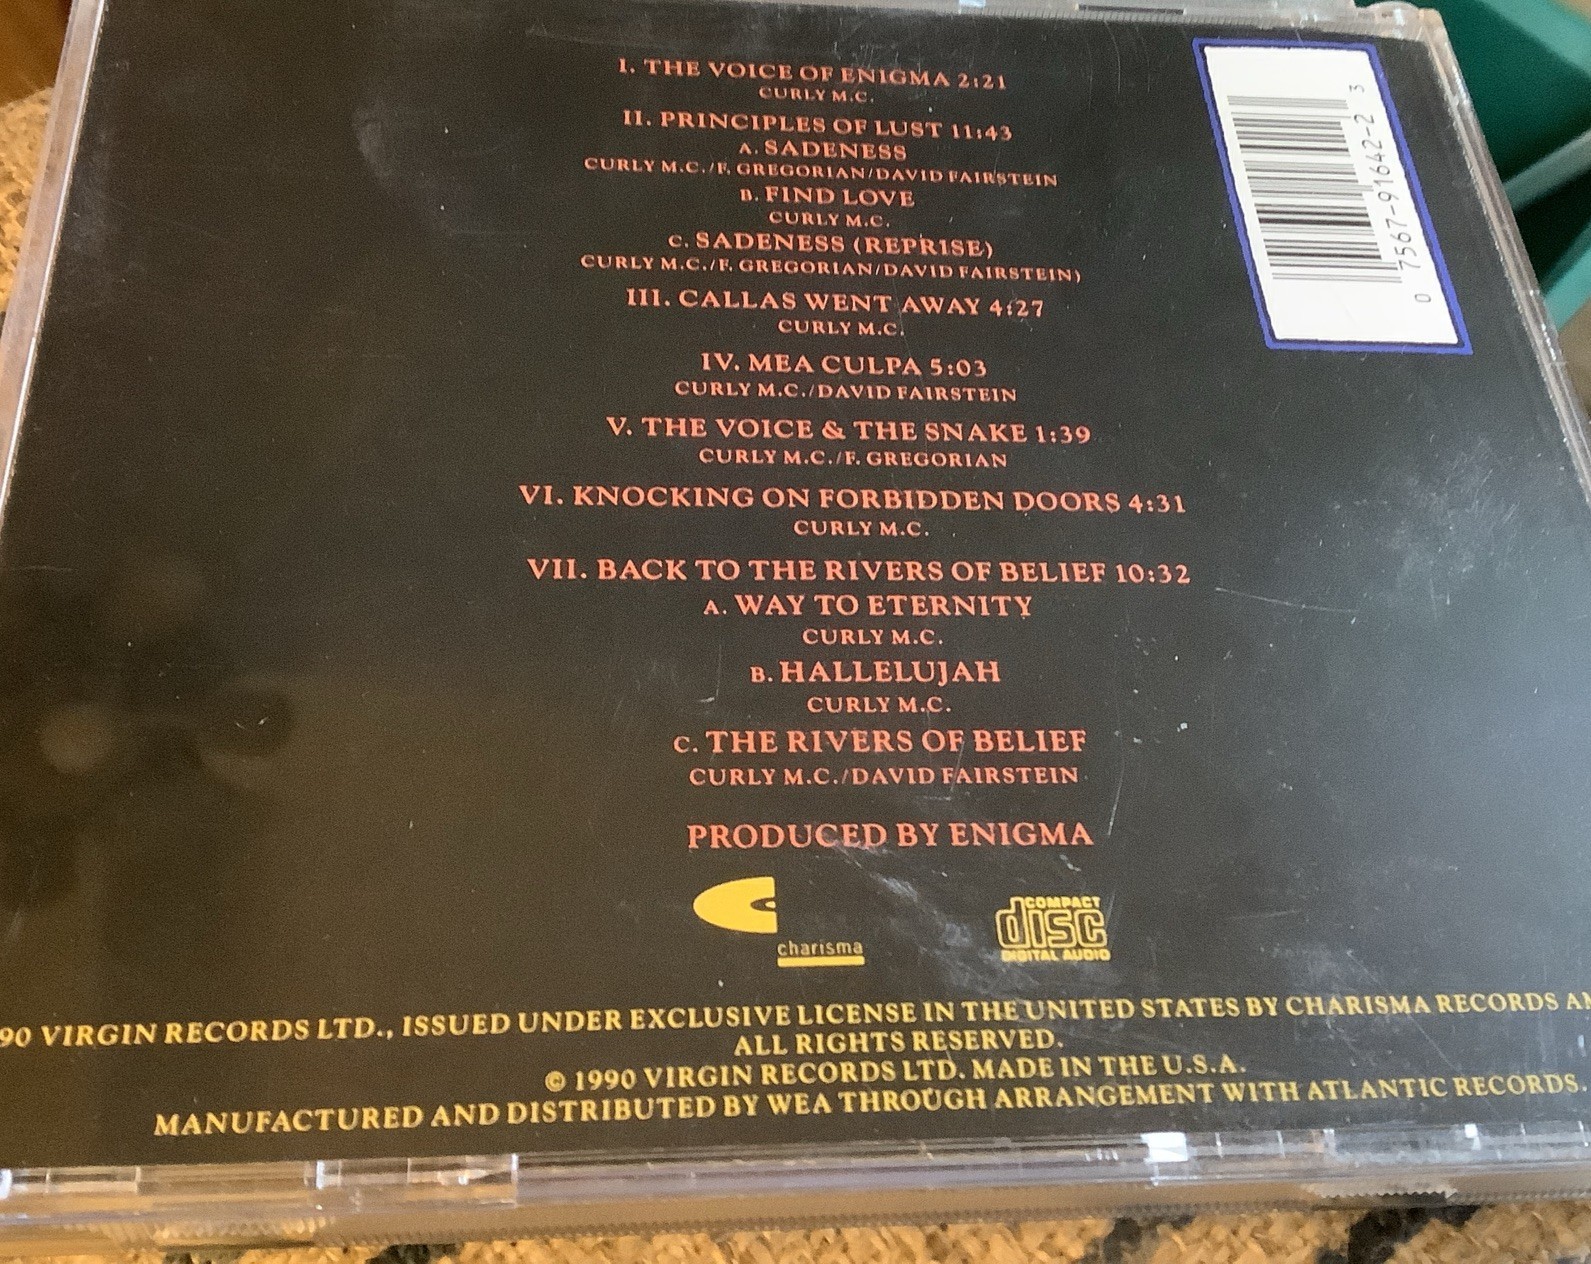 I. THE VOICE OF ENIGMA 2:21
CURLY M.C.
II. PRINCIPLES OF LUST 11:43
A. SADENESS
CURLY M.C./F. GREGORIAN/DAVID FAIRSTEIN
B. FIND LOVE
CURLY M.C.
C. SADENESS (REPRISE)
CURLY M.C./F. GREGORIAN/DAVID FAIRSTEIN)
III. CALLAS WENT AWAY 4:27
CURLY M.C.
IV. MEA CULPA 5:03
CURLY M.C./DAVID FAIRSTEIN
V. THE VOICE & THE SNAKE 1:39
CURLY M.C./F. GREGORIAN
VI. KNOCKING ON FORBIDDEN DOORS 4:31
CURLY M.C.
VII. BACK TO THE RIVERS OF BELIEF 10:32
A. WAY TO ETERNITY
CURLY M.C.
B. HALLELUJAH
CURLY M.C.
C. THE RIVERS OF BELIEF
CURLY M.C./DAVID FAIRSTEIN
PRODUCED BY ENIGMA
charisma
COMPACT
disc
DIGITAL AUDIO
90 VIRGIN RECORDS LTD., ISSUED UNDER EXCLUSIVE LICENSE IN THE UNITED STATES BY CHARISMA RECORDS
ALL RIGHTS RESERVED.
© 1990 VIRGIN RECORDS LTD. MADE IN THE U.S.A.
MANUFACTURED AND DISTRIBUTED BY WEA THROUGH ARRANGEMENT WITH ATLANTIC RECORDS.
0 7567-91642-2 3